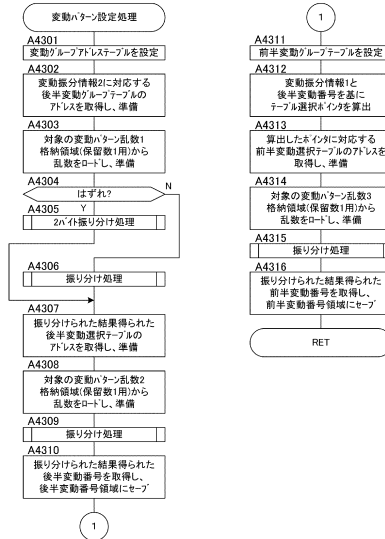 変動パターン設定処理
A4301
変動グループアドレステーブルを設定
A4302
変動振分情報2に対応する
後半変動グループテーブルの
アドレスを取得し、準備
A4303
対象の変動パターン乱数1
格納領域(保留数1用)から
乱数をロードし、準備
A4304
はずれ?
N
Y
A4305
2バイト振り分け処理
A4306
振り分け処理
A4307
振り分けられた結果得られた
後半変動選択テーブルの
アドレスを取得し、準備
A4308
対象の変動パターン乱数2
格納領域(保留数1用)から
乱数をロードし、準備
A4309
振り分け処理
A4310
振り分けられた結果得られた
後半変動番号を取得し、
後半変動番号領域にセーブ
1
1
A4311
前半変動グループテーブルを設定
A4312
変動振分情報1と
後半変動番号を基に
テーブル選択ポインタを算出
A4313
算出したポインタに対応する
前半変動選択テーブルのアドレスを
取得し、準備
A4314
対象の変動パターン乱数3
格納領域(保留数1用)から
乱数をロードし、準備
A4315
振り分け処理
A4316
振り分けられた結果得られた
前半変動番号を取得し、
前半変動番号領域にセーブ
RET